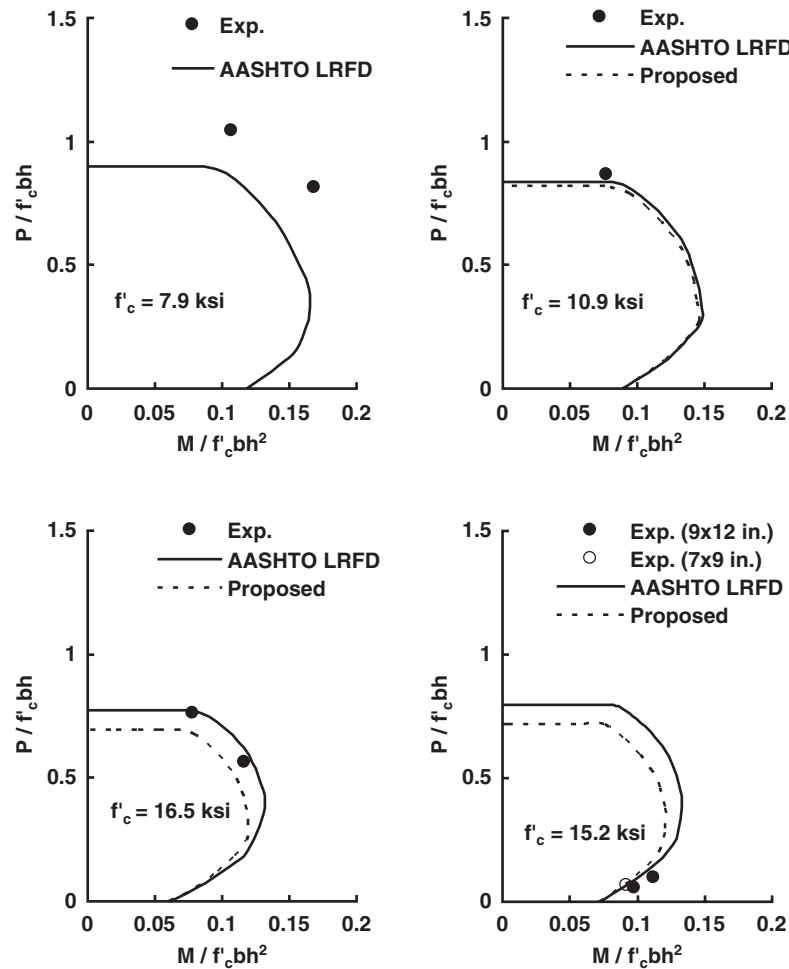 1.5
1
0.5
0
P / f'cbh
Exp.
AASHTO LRFD
f'c = 7.9 ksi
0 0.05 0.1 0.15 0.2
M / f'cbh²
1.5
1
0.5
0
P / f'cbh
Exp.
AASHTO LRFD
Proposed
f'c = 10.9 ksi
0 0.05 0.1 0.15 0.2
M / f'cbh²
1.5
1
0.5
0
P / f'cbh
Exp.
AASHTO LRFD
Proposed
f'c = 16.5 ksi
0 0.05 0.1 0.15 0.2
M / f'cbh²
1.5
1
0.5
0
P / f'cbh
Exp. (9x12 in.)
Exp. (7x9 in.)
AASHTO LRFD
Proposed
f'c = 15.2 ksi
0 0.05 0.1 0.15 0.2
M / f'cbh²